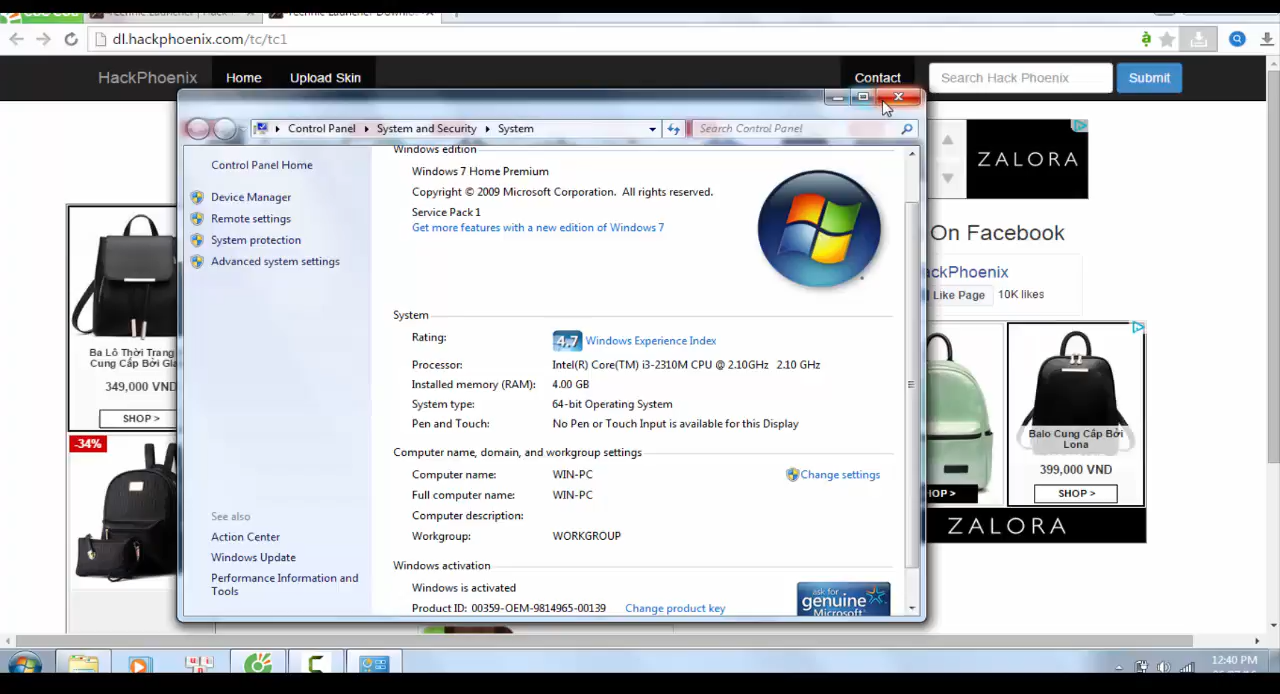 dl.hackphoenix.com/tc/tc1
HackPhoenix
Home
Upload Skin
Contact
Search Hack Phoenix
Submit
Control Panel
System and Security
System
Search Control Panel
Control Panel Home
Device Manager
Remote settings
System protection
Advanced system settings
See also
Action Center
Windows Update
Performance Information and
Tools
Windows edition
Windows 7 Home Premium
Copyright © 2009 Microsoft Corporation. All rights reserved.
Service Pack 1
Get more features with a new edition of Windows 7
System
Rating:
4.7 Windows Experience Index
Processor: Intel(R) Core(TM) i3-2310M CPU @ 2.10GHz 2.10 GHz
Installed memory (RAM): 4.00 GB
System type: 64-bit Operating System
Pen and Touch: No Pen or Touch Input is available for this Display
Computer name, domain, and workgroup settings
Computer name: WIN-PC
Change settings
Full computer name: WIN-PC
Computer description:
Workgroup: WORKGROUP
Windows activation
Windows is activated
Product ID: 00359-OEM-9814965-00139
Change product key
ask for
genuine
Microsoft
Ba Lô Thời Trang
Cung Cấp Bởi
349,000 VND
SHOP >
-34%
ZALORA
On Facebook
Like Page
10K likes
Balo Cung Cấp Bởi
Lona
399,000 VND
SHOP >
ZALORA
12:40 PM